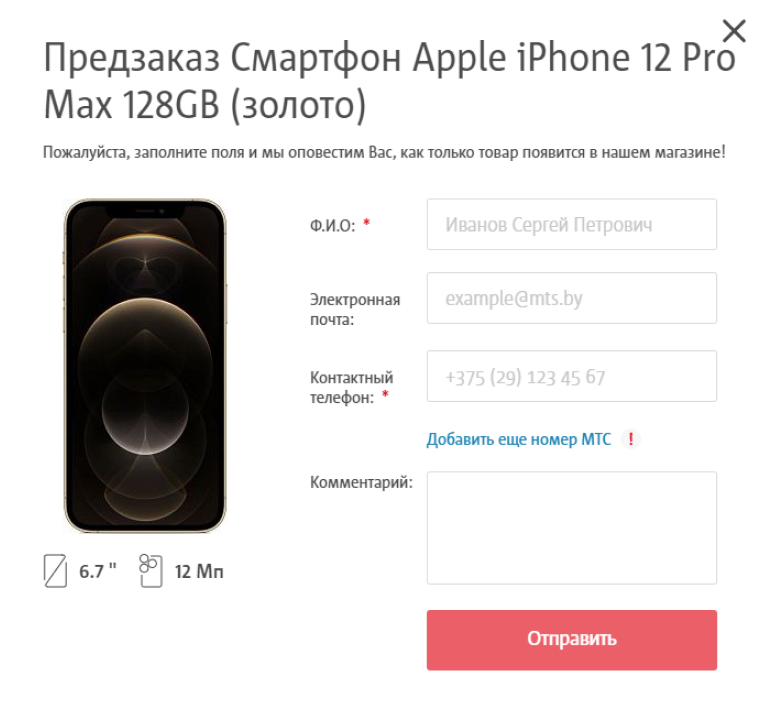 Предзаказ Смартфон Apple iPhone 12 Pro
Max 128GB (золото)
Пожалуйста, заполните поля и мы оповестим Вас, как только товар появится в нашем магазине!
Ф.И.О: *
Иванов Сергей Петрович
Электронная
почта:
example@mts.by
Контактный
телефон: *
+375 (29) 123 45 67
Добавить еще номер МТС !
Комментарий:
6.7 "
12 Мп
Отправить